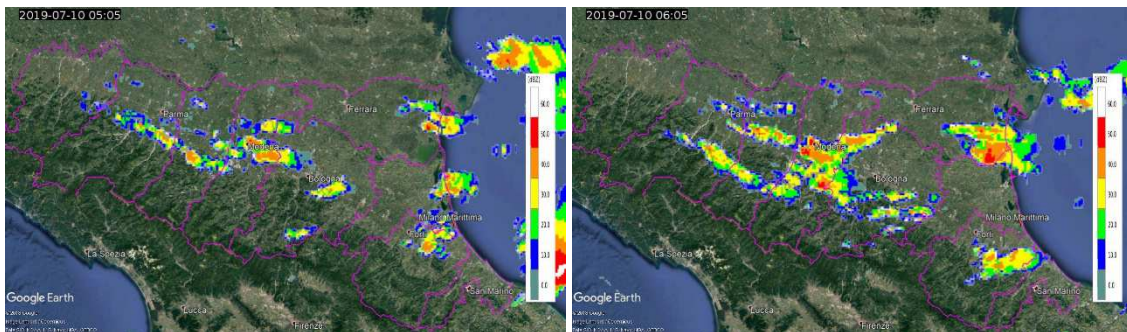 2019-07-10 05:05
[dBZ]
60.0
50.0
40.0
30.0
20.0
10.0
0.0
Ferrara
Parma
Modena
Bologna
Milano Marittima
Forlì
La Spezia
San Marino
Lucca
Firenze
Google Earth
2019-07-10 06:05
[dBZ]
60.0
50.0
40.0
30.0
20.0
10.0
0.0
Ferrara
Parma
Modena
Bologna
Milano Marittima
Forlì
La Spezia
San Marino
Lucca
Firenze
Google Earth